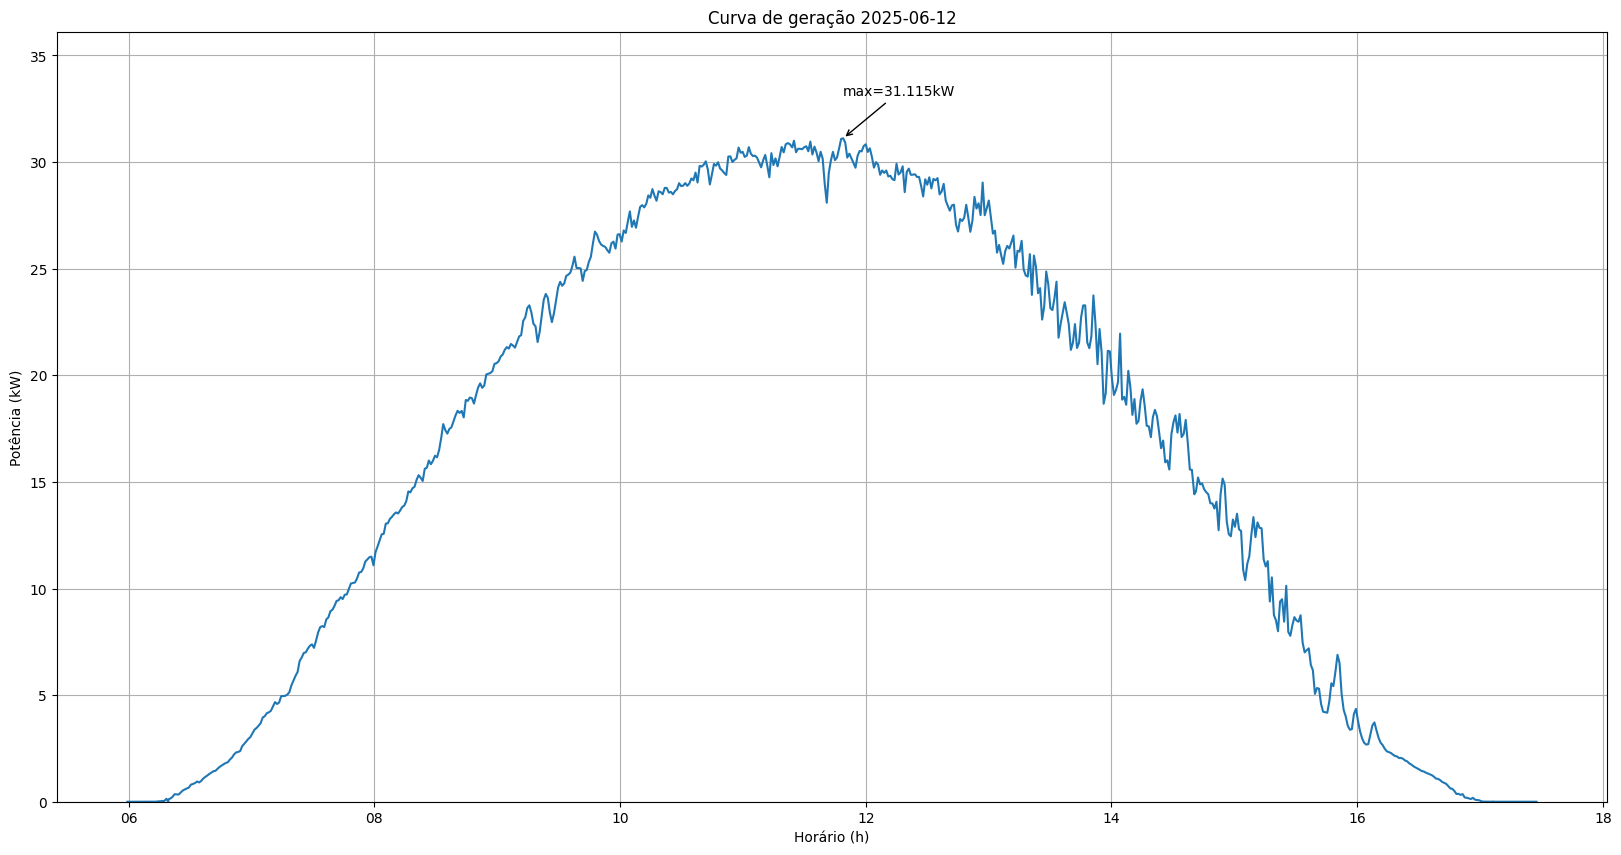 Curva de geração 2025-06-12
35
max=31.115kW
30
25
20
Potência (kW)
15
10
5
0
06 08 10 12 14 16 18
Horário (h)